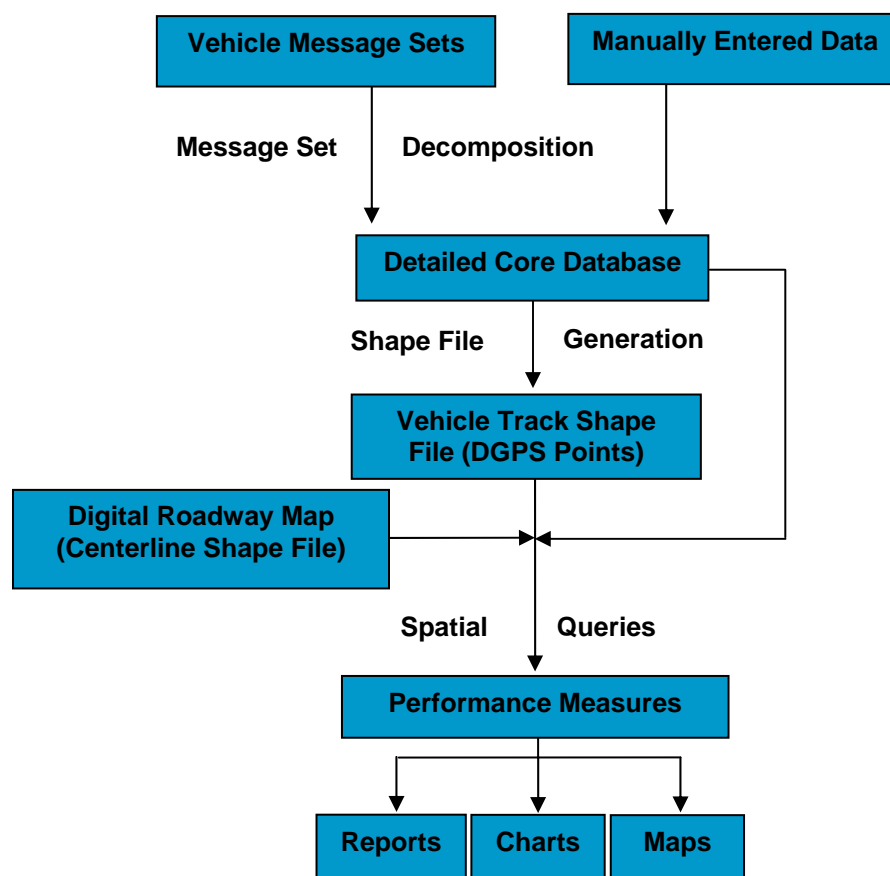 Vehicle Message Sets
Manually Entered Data
Message Set Decomposition
Detailed Core Database
Shape File Generation
Vehicle Track Shape
File (DGPS Points)
Digital Roadway Map
(Centerline Shape File)
Spatial Queries
Performance Measures
Reports
Charts
Maps